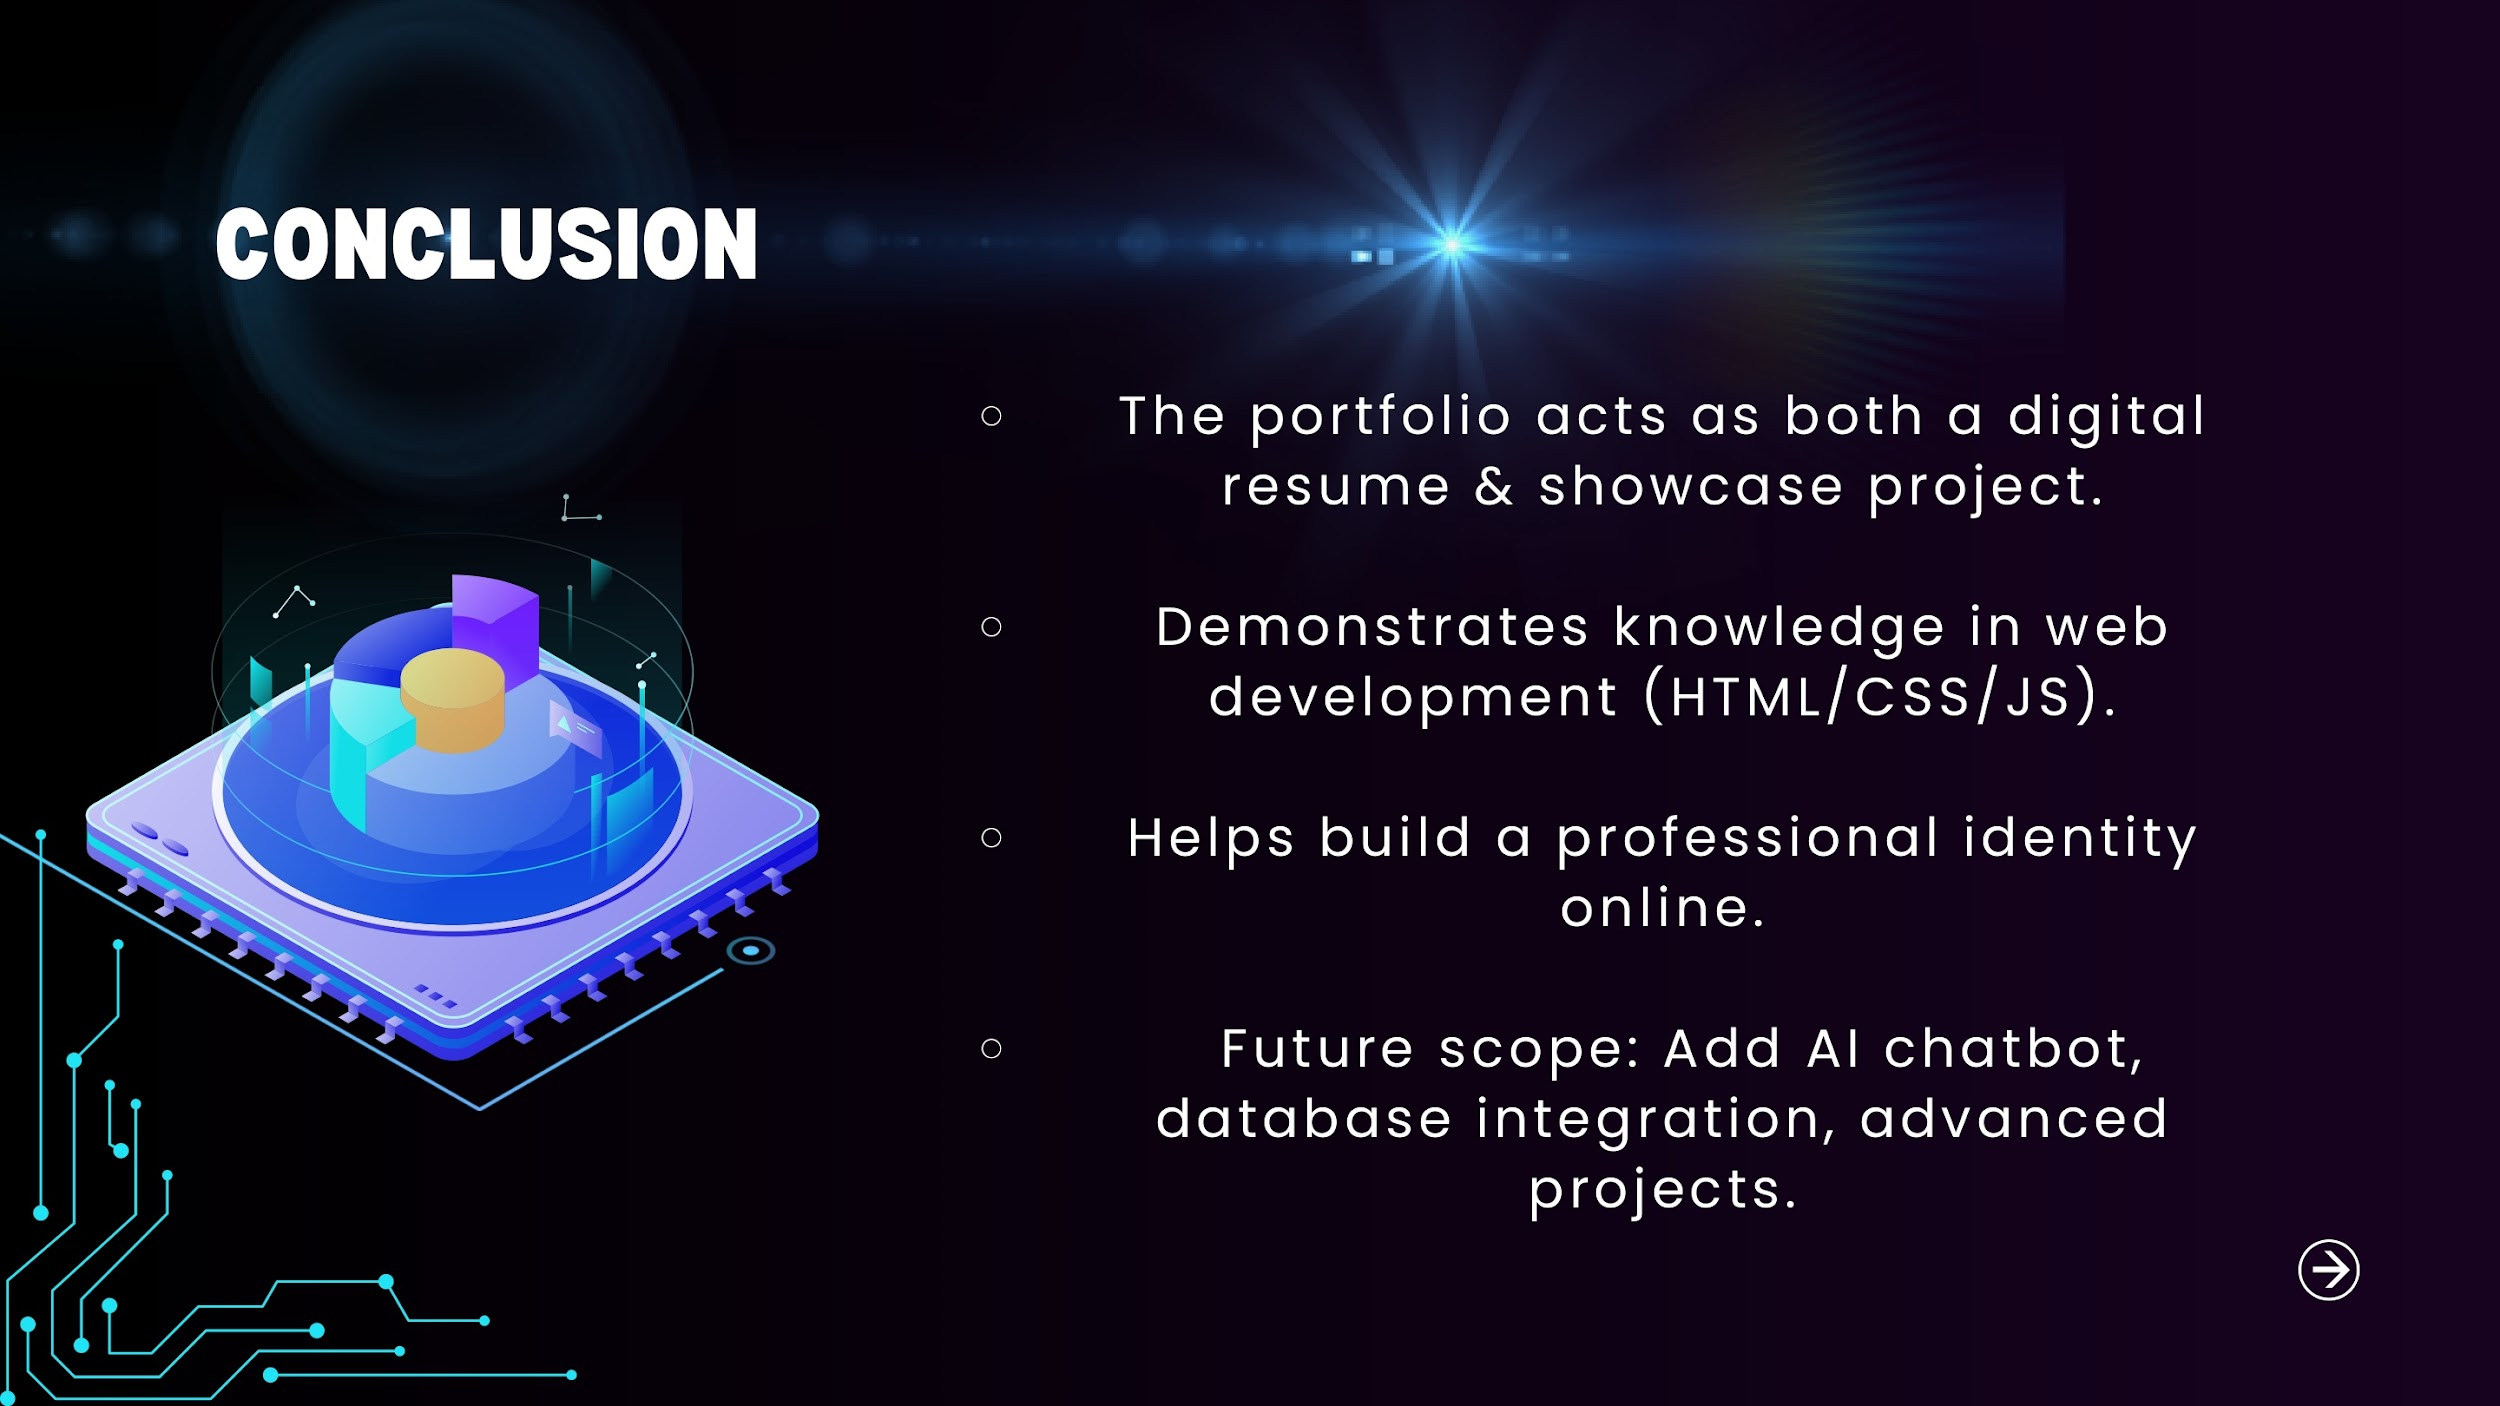 CONCLUSION
The portfolio acts as both a digital
resume & showcase project.
Demonstrates knowledge in web
development (HTML/CSS/JS).
Helps build a professional identity
online.
Future scope: Add AI chatbot,
database integration, advanced
projects.